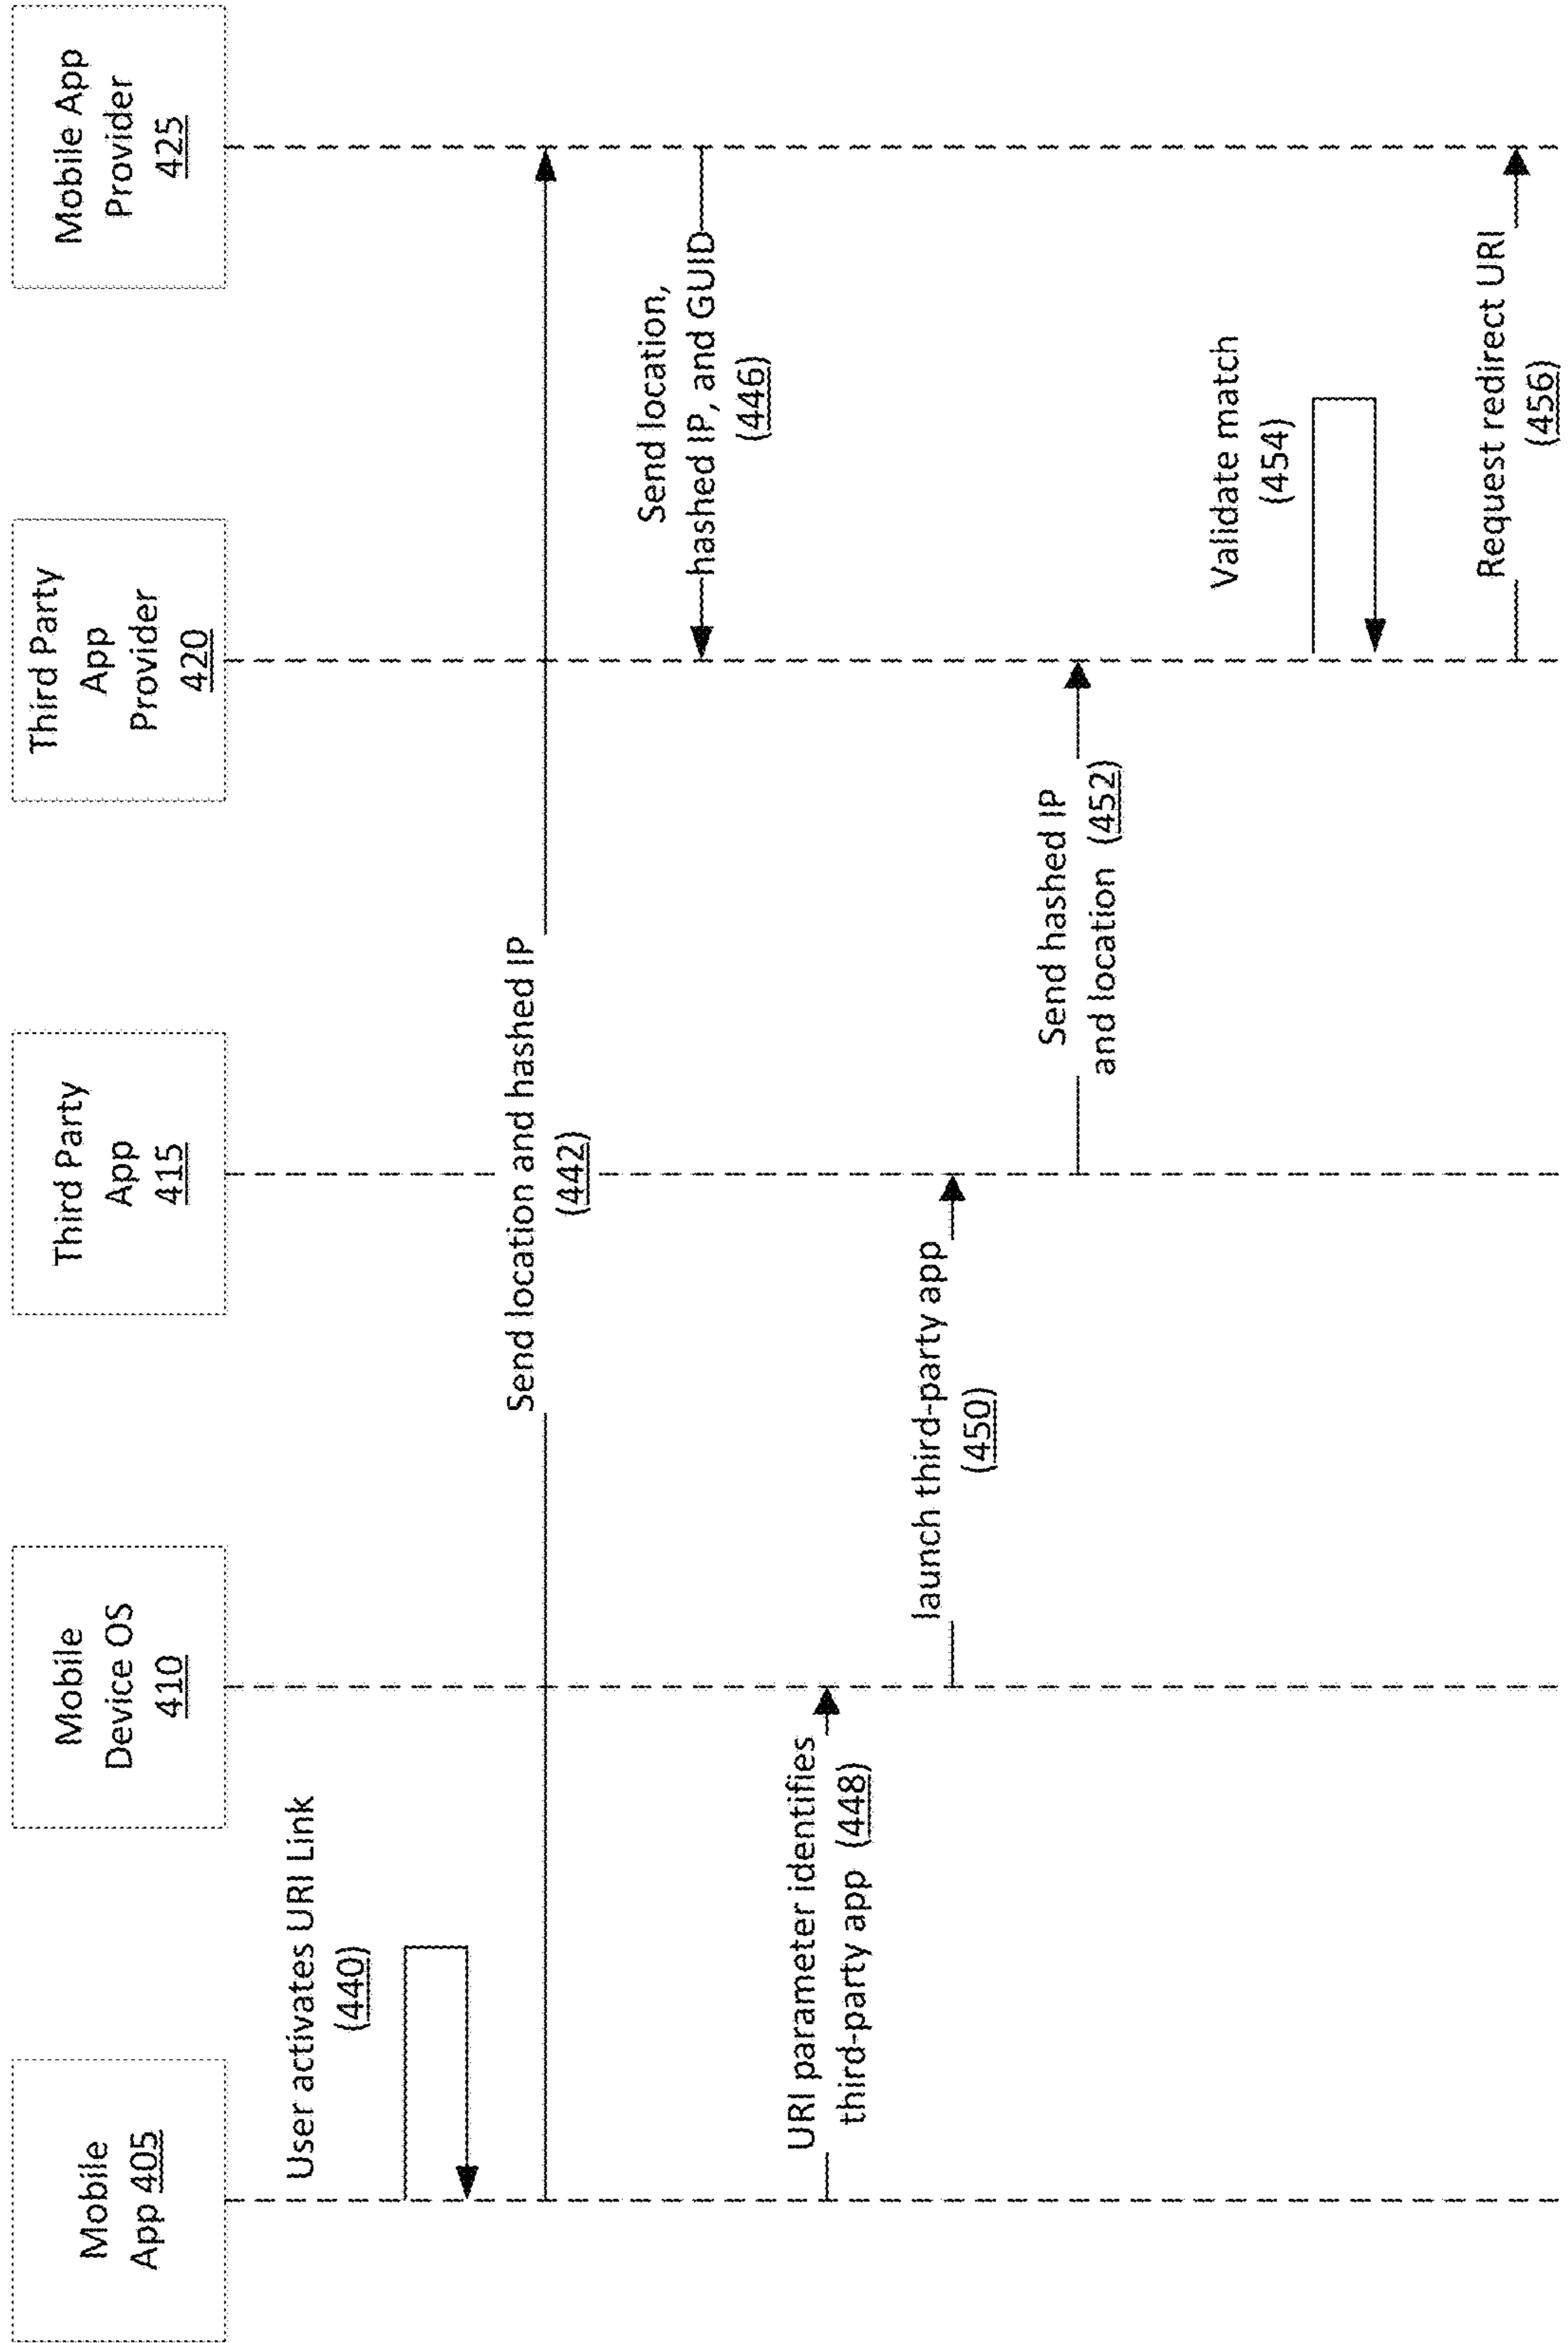 Mobile
App 405
Mobile
Device OS
410
Third Party
App
415
Third Party
App
Provider
420
Mobile App
Provider
425
User activates URI Link
(440)
Send location and hashed IP
(442)
Send location,
hashed IP, and GUID
(446)
URI parameter identifies
third-party app (448)
launch third-party app
(450)
Send hashed IP
and location (452)
Validate match
(454)
Request redirect URI
(456)